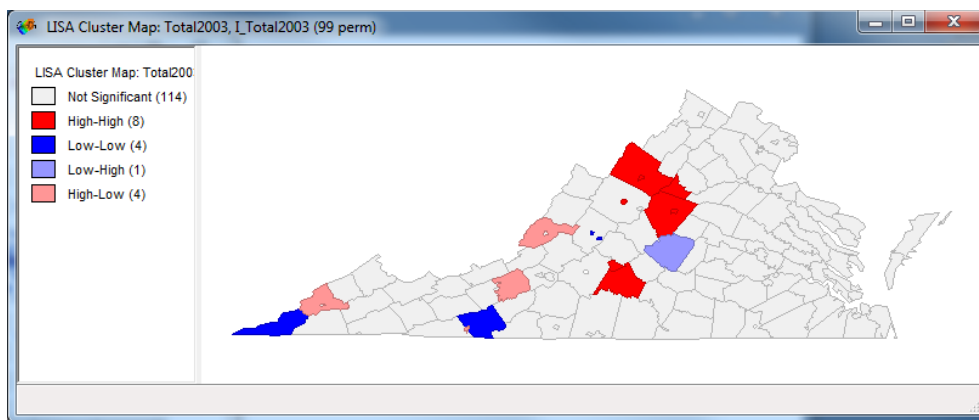 LISA Cluster Map: Total2003, I_Total2003 (99 perm)
LISA Cluster Map: Total200
Not Significant (114)
High-High (8)
Low-Low (4)
Low-High (1)
High-Low (4)